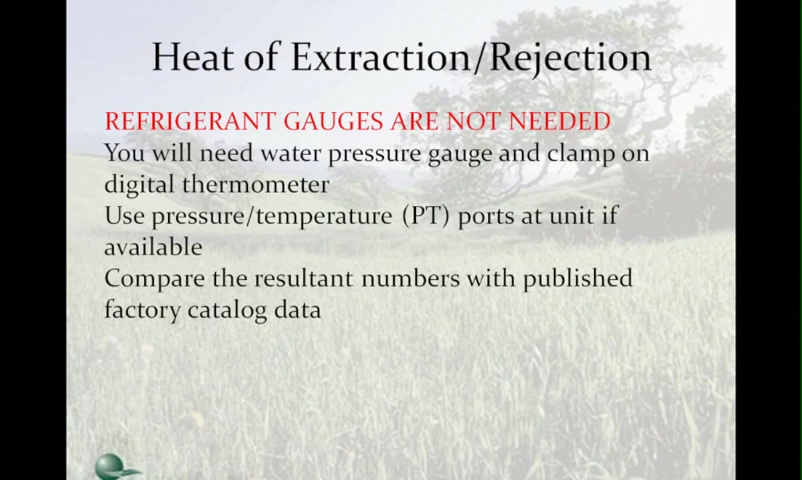 Heat of Extraction/Rejection
REFRIGERANT GAUGES ARE NOT NEEDED
You will need water pressure gauge and clamp on
digital thermometer
Use pressure/temperature (PT) ports at unit if
available
Compare the resultant numbers with published
factory catalog data